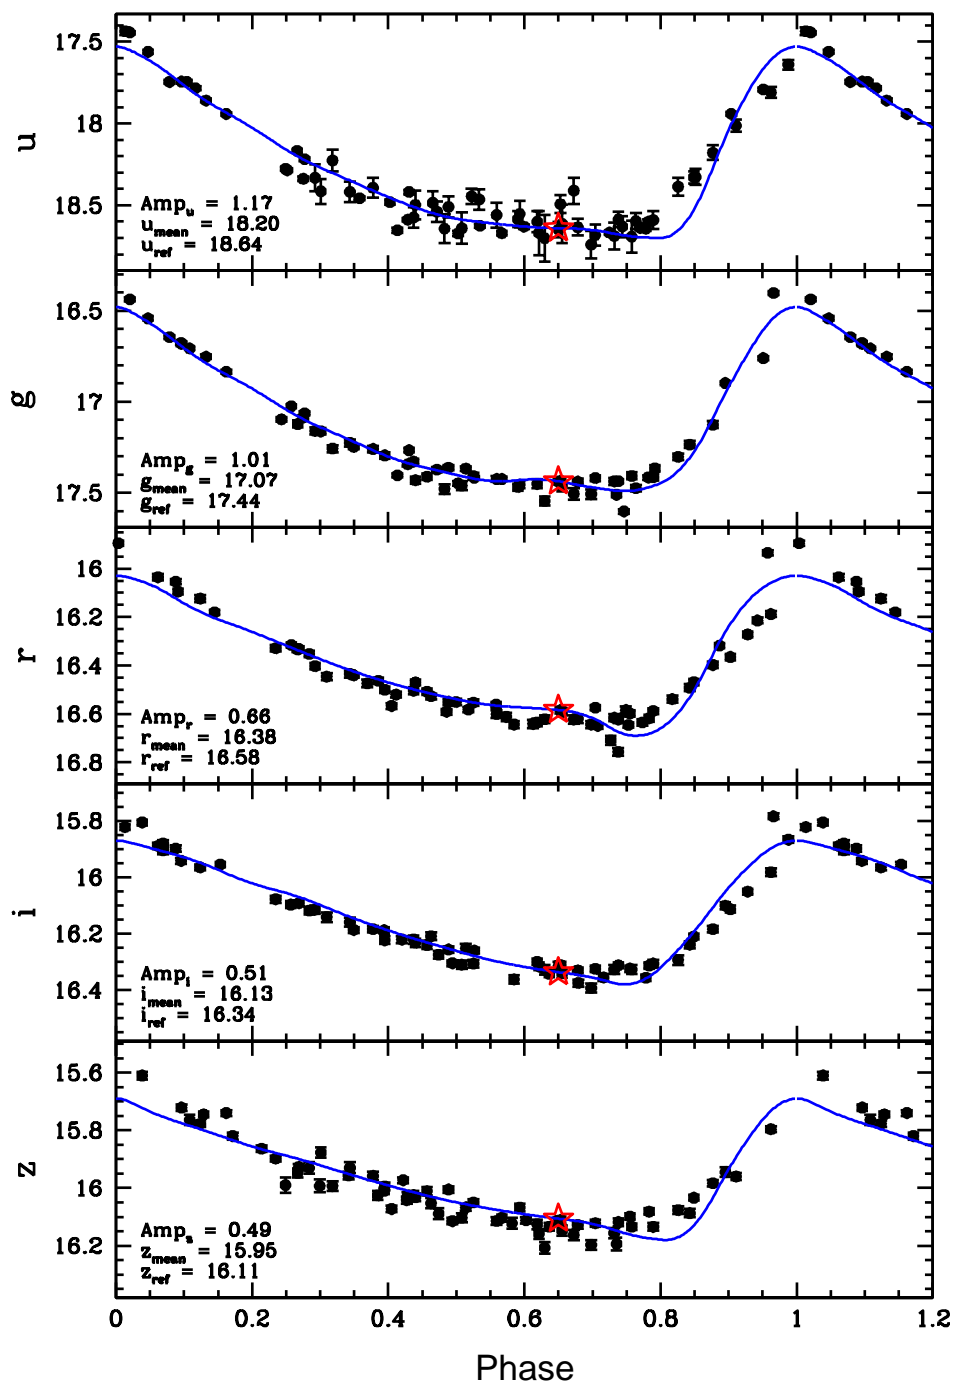 u
17.5
18
18.5
Amp_u = 1.17
u_mean = 18.20
u_ref = 18.64
g
16.5
17
17.5
Amp_g = 1.01
g_mean = 17.07
g_ref = 17.44
r
16
16.2
16.4
16.6
16.8
Amp_r = 0.66
r_mean = 16.38
r_ref = 16.58
i
15.8
16
16.2
16.4
Amp_i = 0.51
i_mean = 16.13
i_ref = 16.34
z
15.6
15.8
16
16.2
Amp_z = 0.49
z_mean = 15.95
z_ref = 16.11
0 0.2 0.4 0.6 0.8 1 1.2
Phase